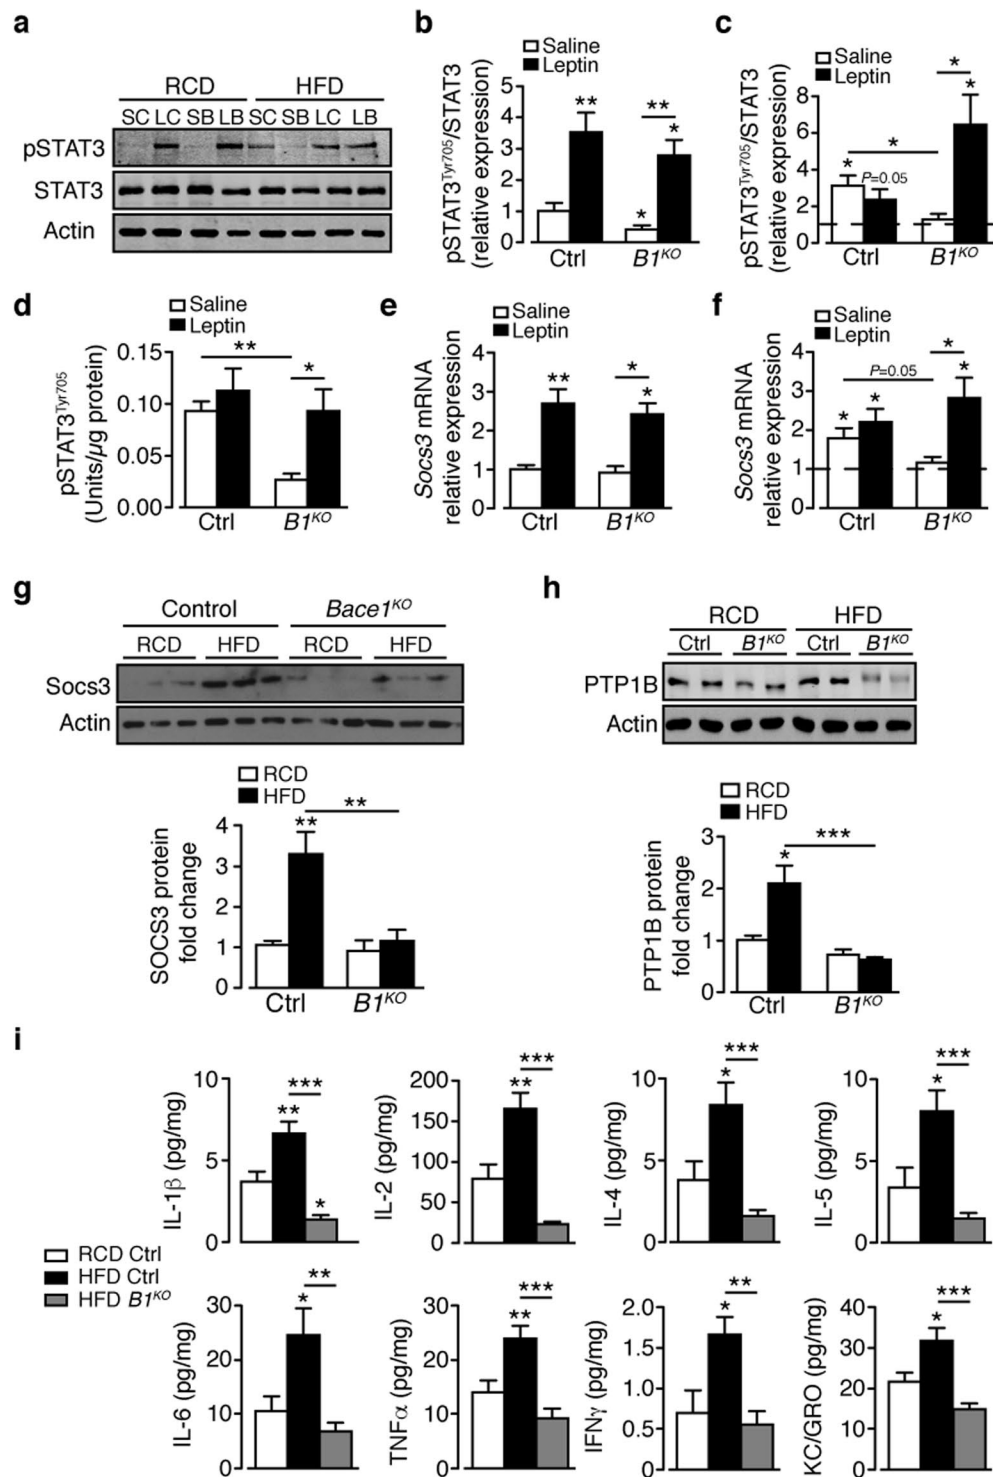 a
RCD HFD
SC LC SB LB SC SB LC LB
pSTAT3
STAT3
Actin
b
Saline
Leptin
pSTAT3Tyr705/STAT3
(relative expression)
5
4
3
2
1
0
**
*
**
*
Ctrl B1KO
c
Saline
Leptin
pSTAT3Tyr705/STAT3
(relative expression)
8
6
4
2
0
*
P=0.05
*
*
*
Ctrl B1KO
d
Saline
Leptin
pSTAT3Tyr705
(Units/µg protein)
0.15
0.10
0.05
0.00
**
*
Ctrl B1KO
e
Saline
Leptin
Socs3 mRNA
relative expression
4
3
2
1
0
**
*
*
Ctrl B1KO
f
Saline
Leptin
Socs3 mRNA
relative expression
4
3
2
1
0
P=0.05
*
*
*
*
Ctrl B1KO
g
Control Bace1KO
RCD HFD RCD HFD
Socs3
Actin
RCD
HFD
SOCS3 protein
fold change
4
3
2
1
0
**
**
Ctrl B1KO
h
RCD HFD
Ctrl B1KO Ctrl B1KO
PTP1B
Actin
RCD
HFD
PTP1B protein
fold change
3
2
1
0
***
*
Ctrl B1KO
i
RCD Ctrl
HFD Ctrl
HFD B1KO
IL-1β (pg/mg)
10
5
0
***
**
*
IL-2 (pg/mg)
200
150
100
50
0
***
**
IL-4 (pg/mg)
10
5
0
***
*
IL-5 (pg/mg)
10
5
0
***
*
IL-6 (pg/mg)
30
20
10
0
**
*
TNFα (pg/mg)
30
20
10
0
***
**
IFNγ (pg/mg)
2.0
1.5
1.0
0.5
0
**
*
KC/GRO (pg/mg)
40
30
20
10
0
***
*